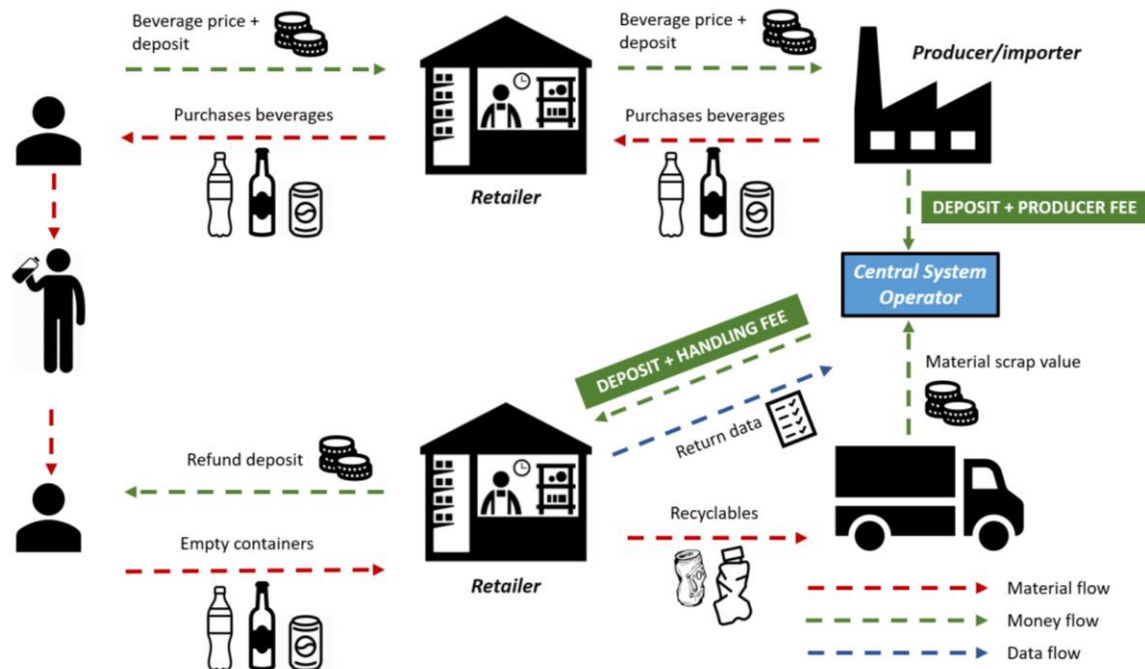 Beverage price +
deposit
Beverage price +
deposit
Producer/importer
Purchases beverages
Purchases beverages
Retailer
DEPOSIT + PRODUCER FEE
Central System
Operator
DEPOSIT + HANDLING FEE
Material scrap value
Return data
Refund deposit
Recyclables
Empty containers
Retailer
Material flow
Money flow
Data flow